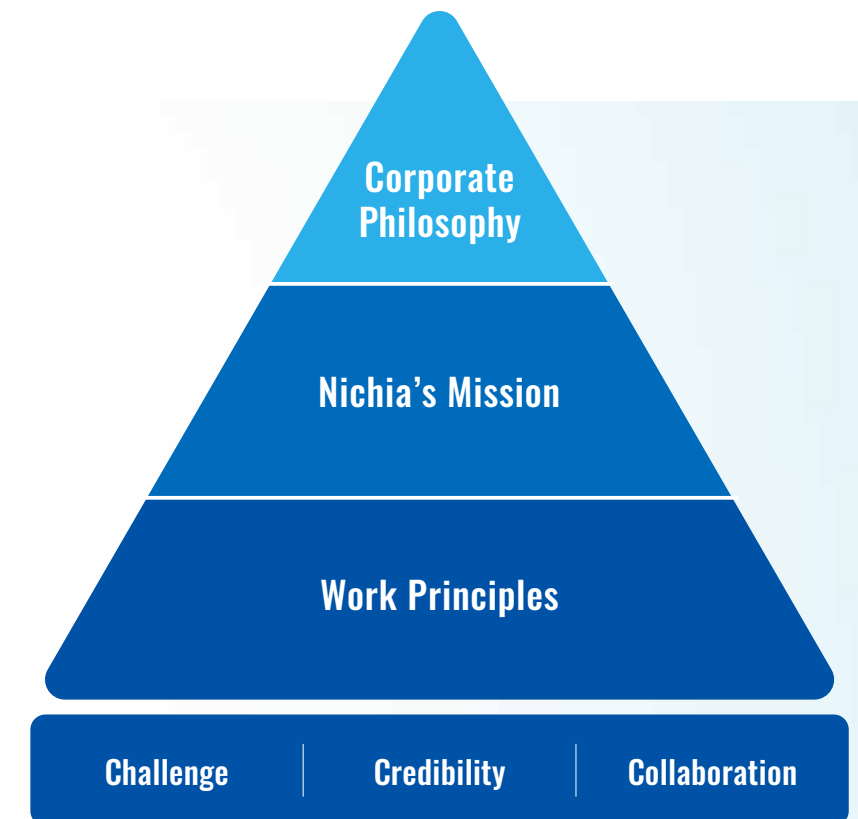 Corporate
Philosophy
Nichia’s Mission
Work Principles
Challenge
Credibility
Collaboration